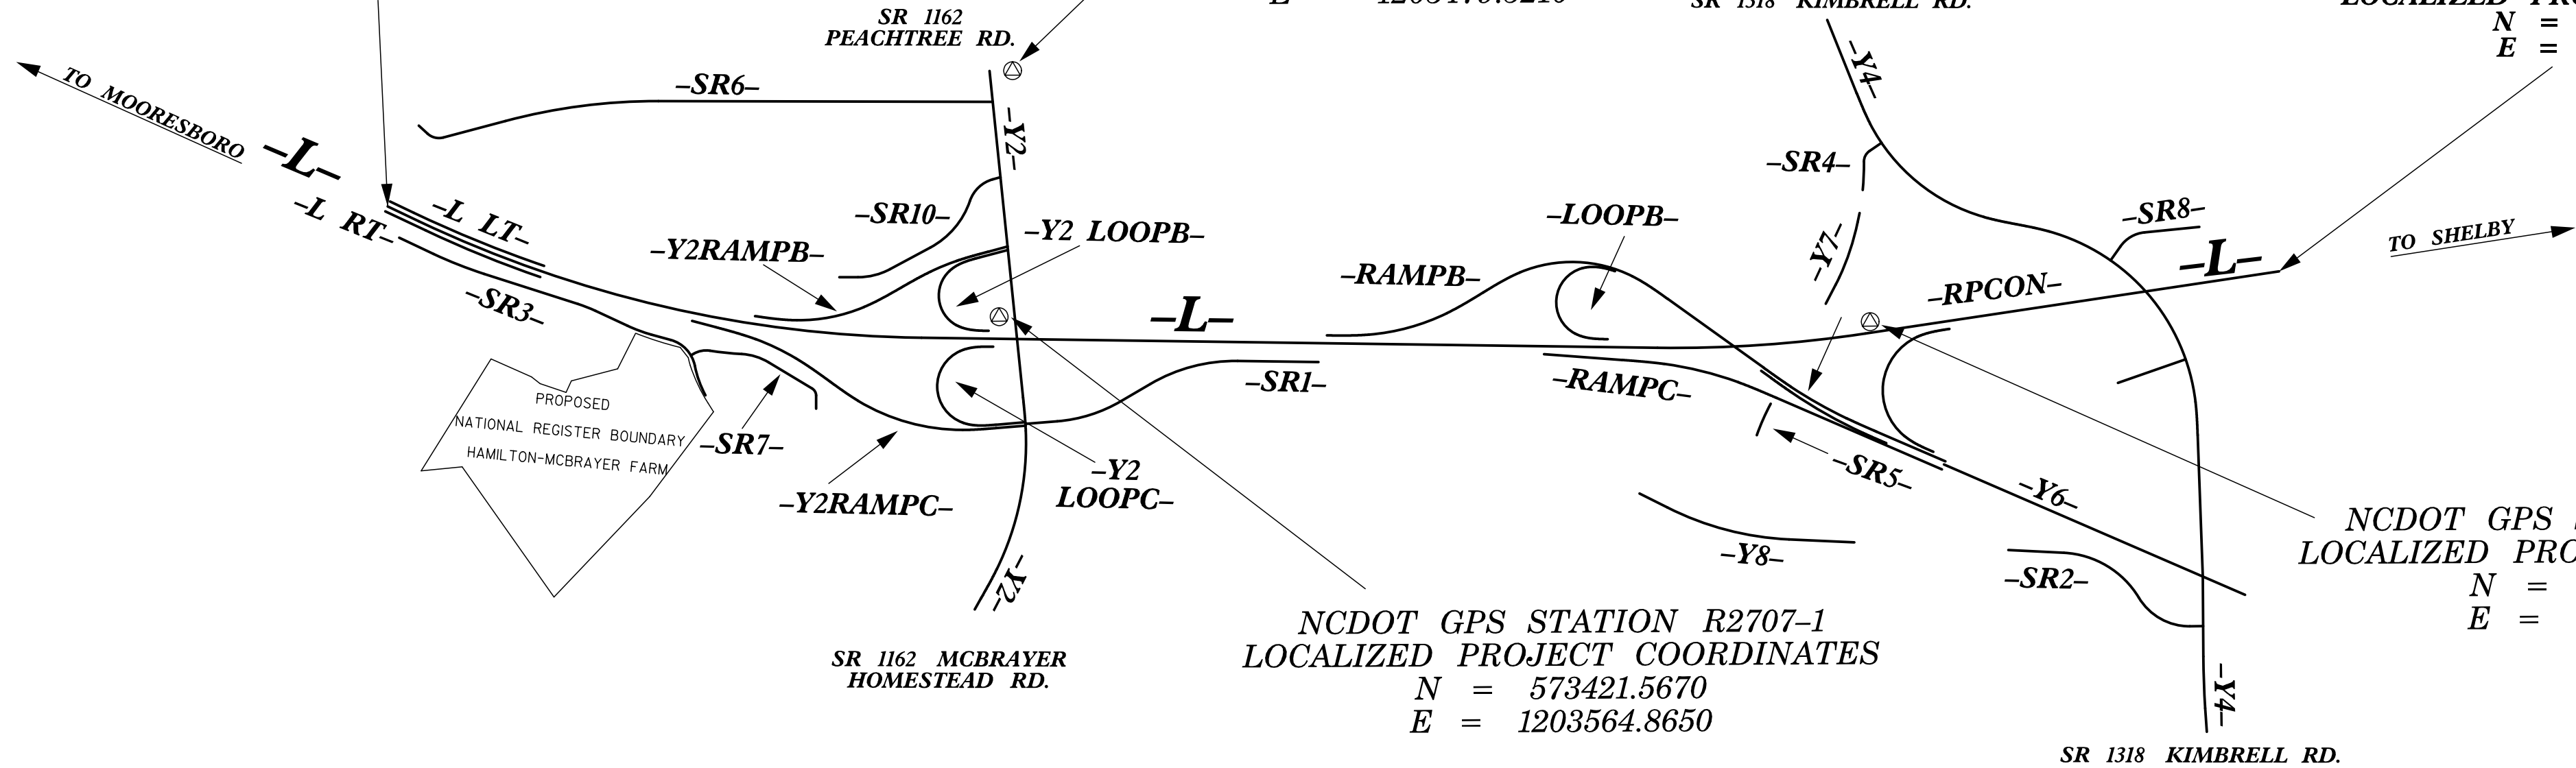 SR 1162
PEACHTREE RD.
SR 1318 KIMBRELL RD.
N =
E =
TO MOORESBORO
–L–
–SR6–
–Y2–
–Y4–
–L LT–
–L RT–
–SR10–
–Y2RAMPB–
–Y2 LOOPB–
–SR4–
–LOOPB–
–Y7–
–SR8–
TO SHELBY
–L–
–RPCON–
–RAMPB–
–L–
–SR3–
–SR1–
–RAMPC–
PROPOSED
NATIONAL REGISTER BOUNDARY
HAMILTON-MCBRAYER FARM
–SR7–
–Y2RAMPC–
–Y2
LOOPC–
–SR5–
–Y6–
–Y8–
–SR2–
–Y2–
NCDOT GPS
LOCALIZED PRO
N =
E =
NCDOT GPS STATION R2707–1
LOCALIZED PROJECT COORDINATES
N = 573421.5670
E = 1203564.8650
SR 1162 MCBRAYER
HOMESTEAD RD.
–Y4–
SR 1318 KIMBRELL RD.